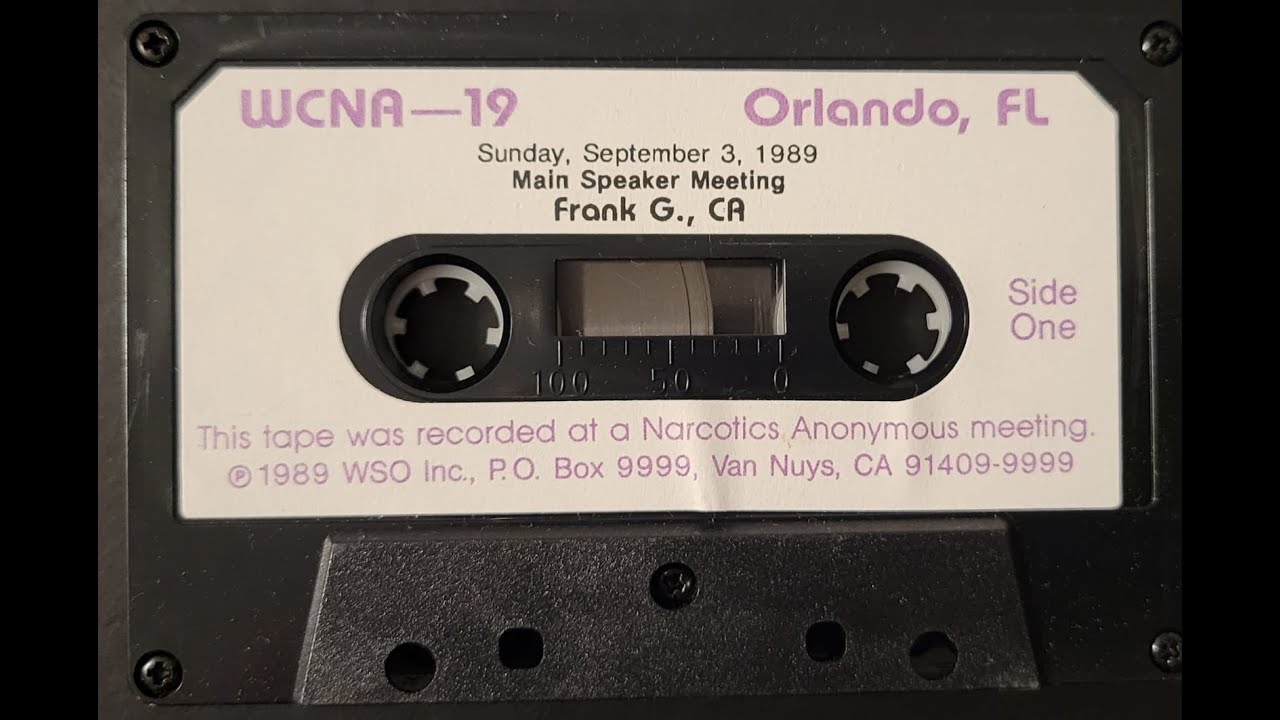 WCNA—19 Orlando, FL
Sunday, September 3, 1989
Main Speaker Meeting
Frank G., CA
Side
One
100 50 0
This tape was recorded at a Narcotics Anonymous meeting.
℗ 1989 WSO Inc., P.O. Box 9999, Van Nuys, CA 91409-9999